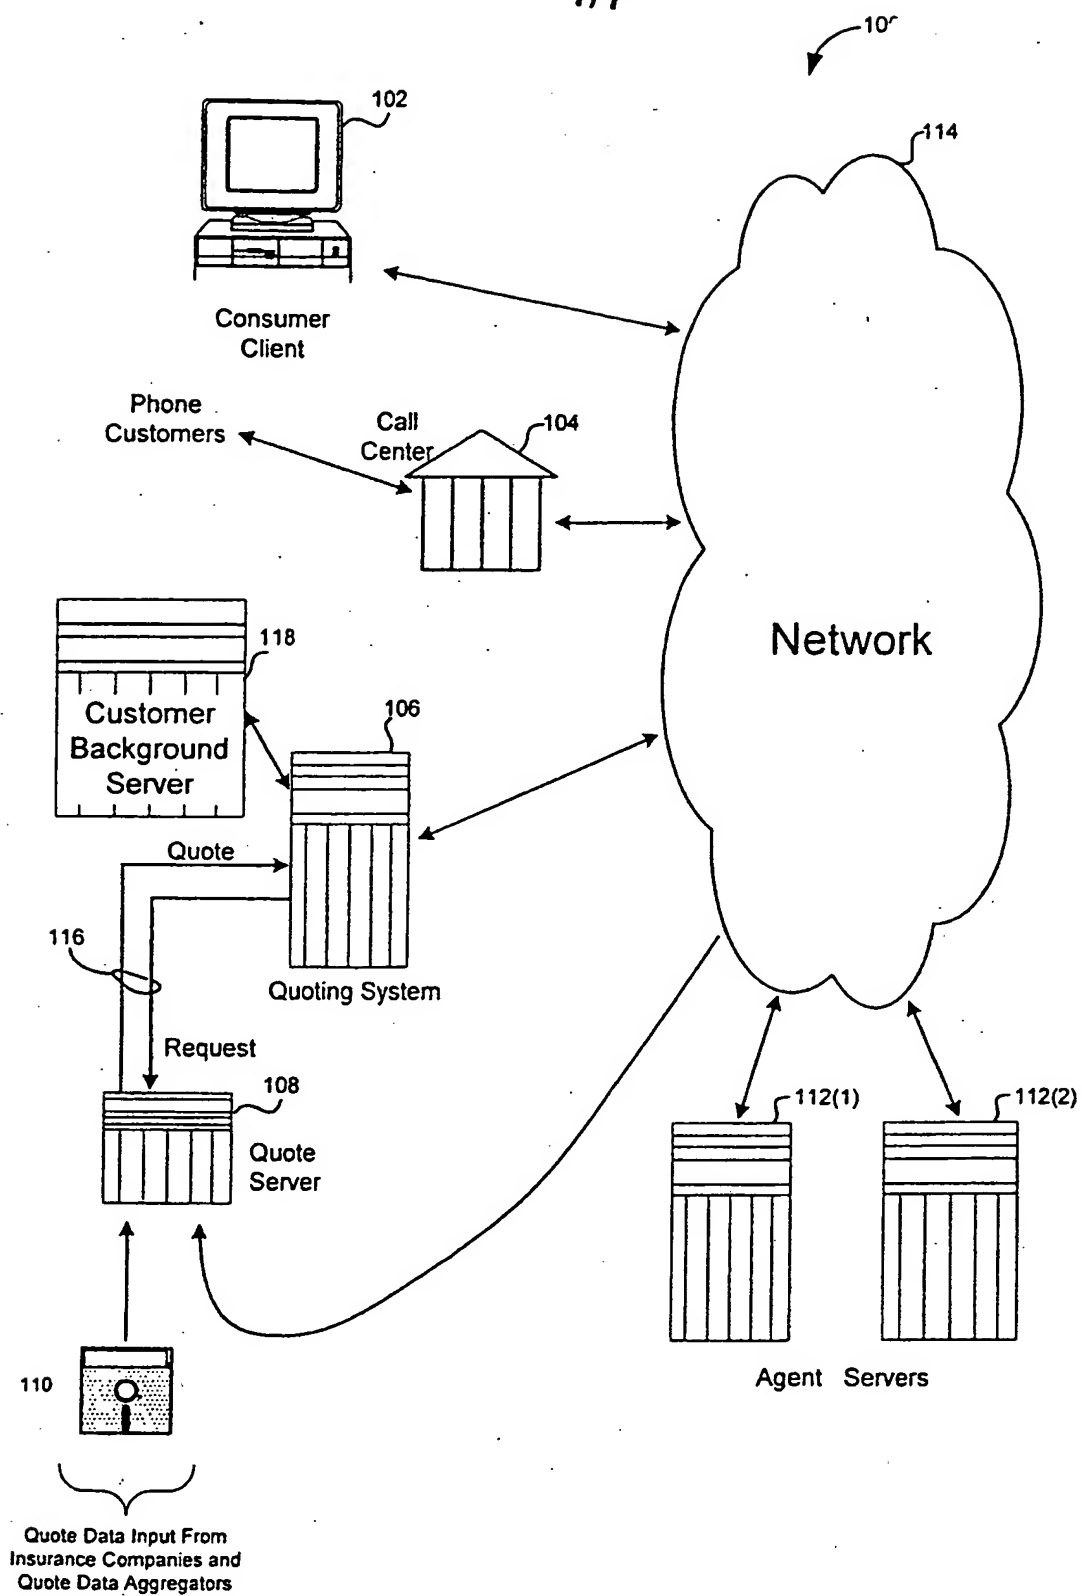 102
114
Consumer
Client
Phone
Customers
Call
Center
104
Network
118
Customer
Background
Server
106
Quote
116
Quoting System
Request
108
Quote
Server
112(1)
112(2)
Agent Servers
110
Quote Data Input From
Insurance Companies and
Quote Data Aggregators